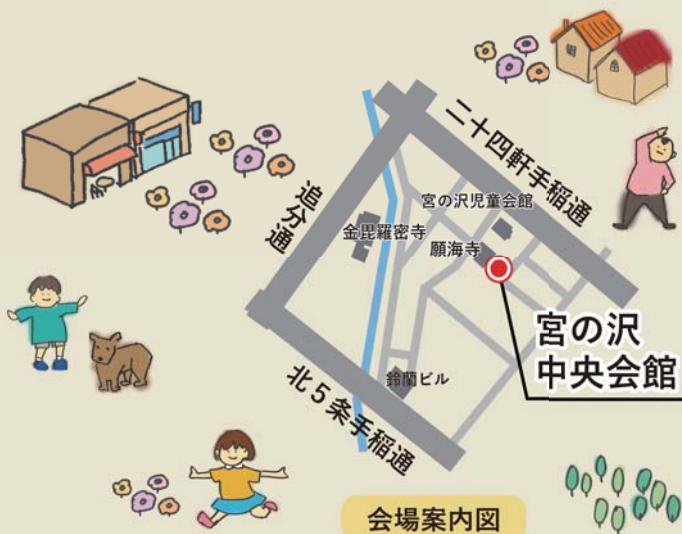 二十四軒手稲通
宮の沢児童会館
追分通
金毘羅密寺
願海寺
宮の沢
中央会館
鈴蘭ビル
北5条手稲通
会場案内図